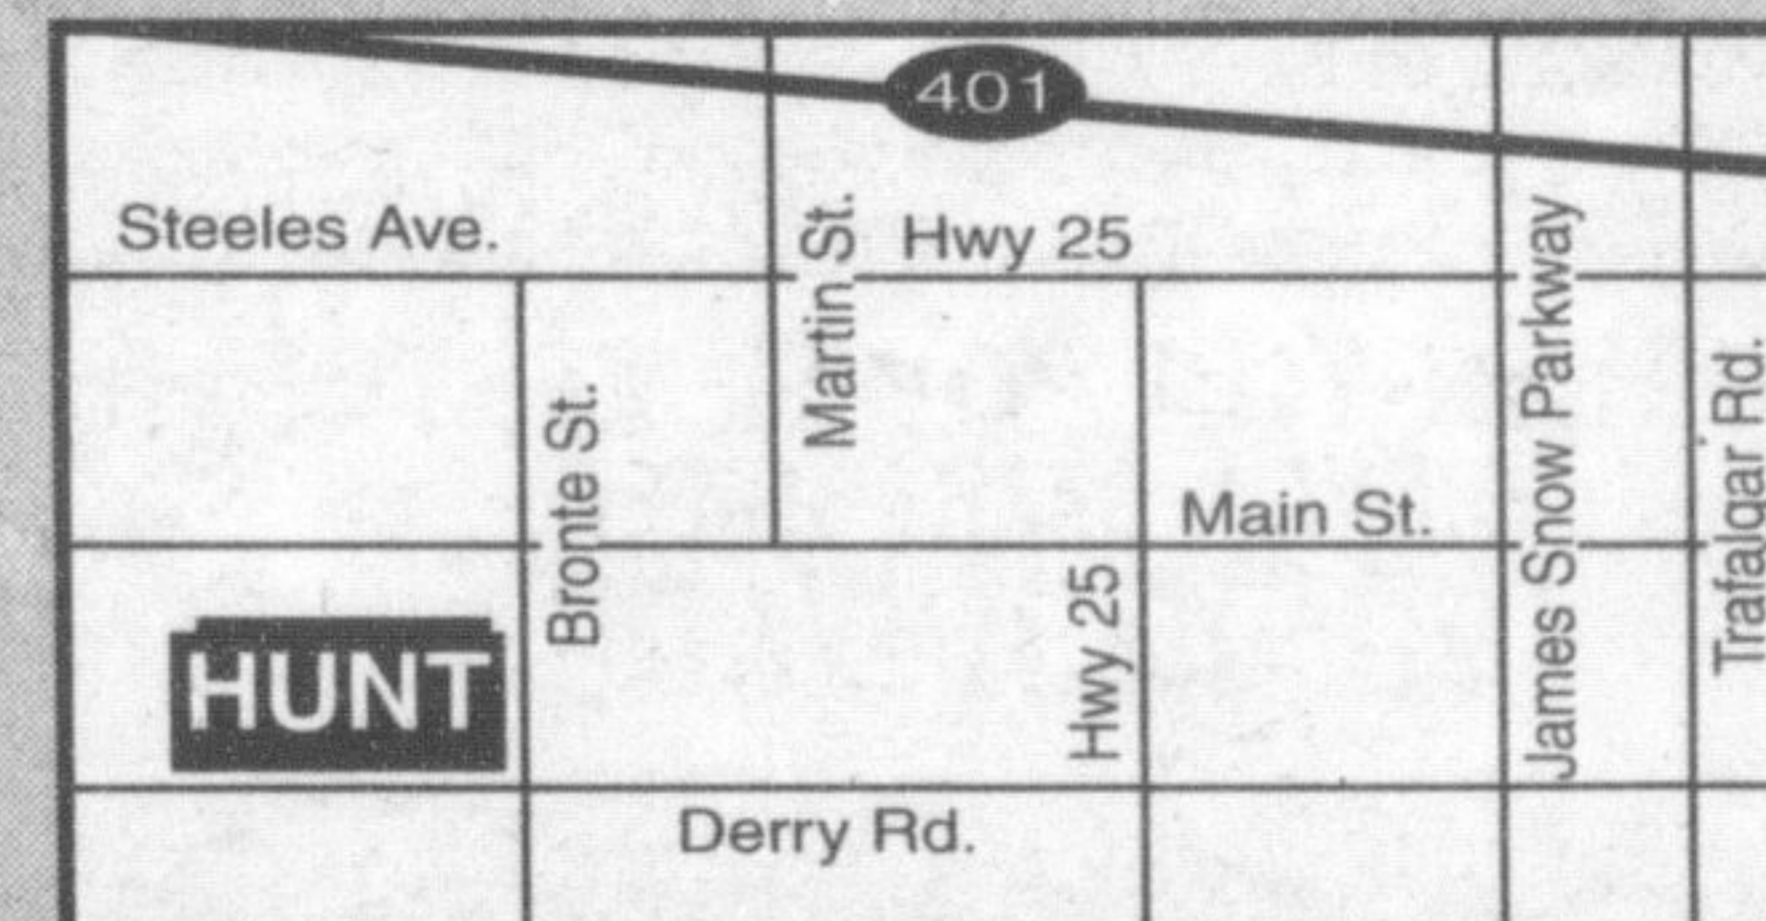 401
Steeles Ave.
Martin St.
Hwy 25
Bronte St.
Main St.
James Snow Parkway
Trafalgar Rd.
HUNT
Hwy 25
Derry Rd.